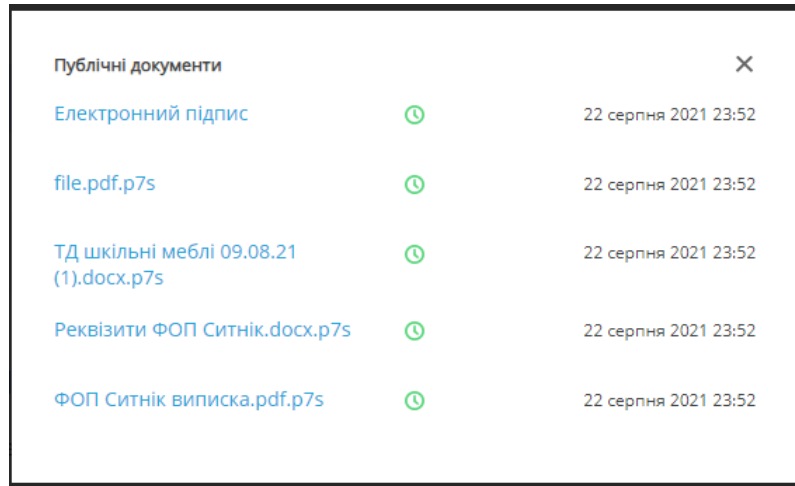 Публічні документи
Електронний підпис 22 серпня 2021 23:52
file.pdf.p7s 22 серпня 2021 23:52
ТД шкільні меблі 09.08.21 22 серпня 2021 23:52
(1).docx.p7s
Реквізити ФОП Ситнік.docx.p7s 22 серпня 2021 23:52
ФОП Ситнік виписка.pdf.p7s 22 серпня 2021 23:52